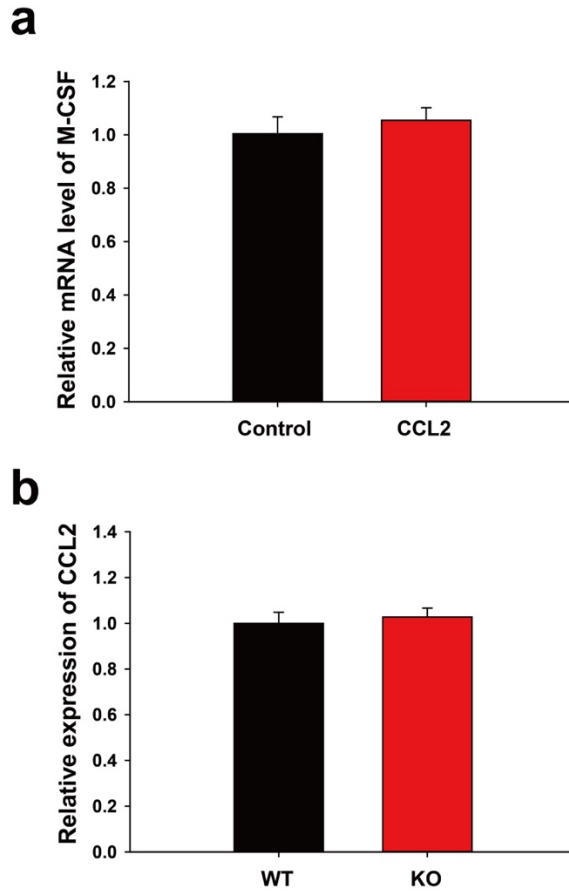 a
Relative mRNA level of M-CSF
1.2
1.0
0.8
0.6
0.4
0.2
0.0
Control CCL2
b
Relative expression of CCL2
1.4
1.2
1.0
0.8
0.6
0.4
0.2
0.0
WT KO